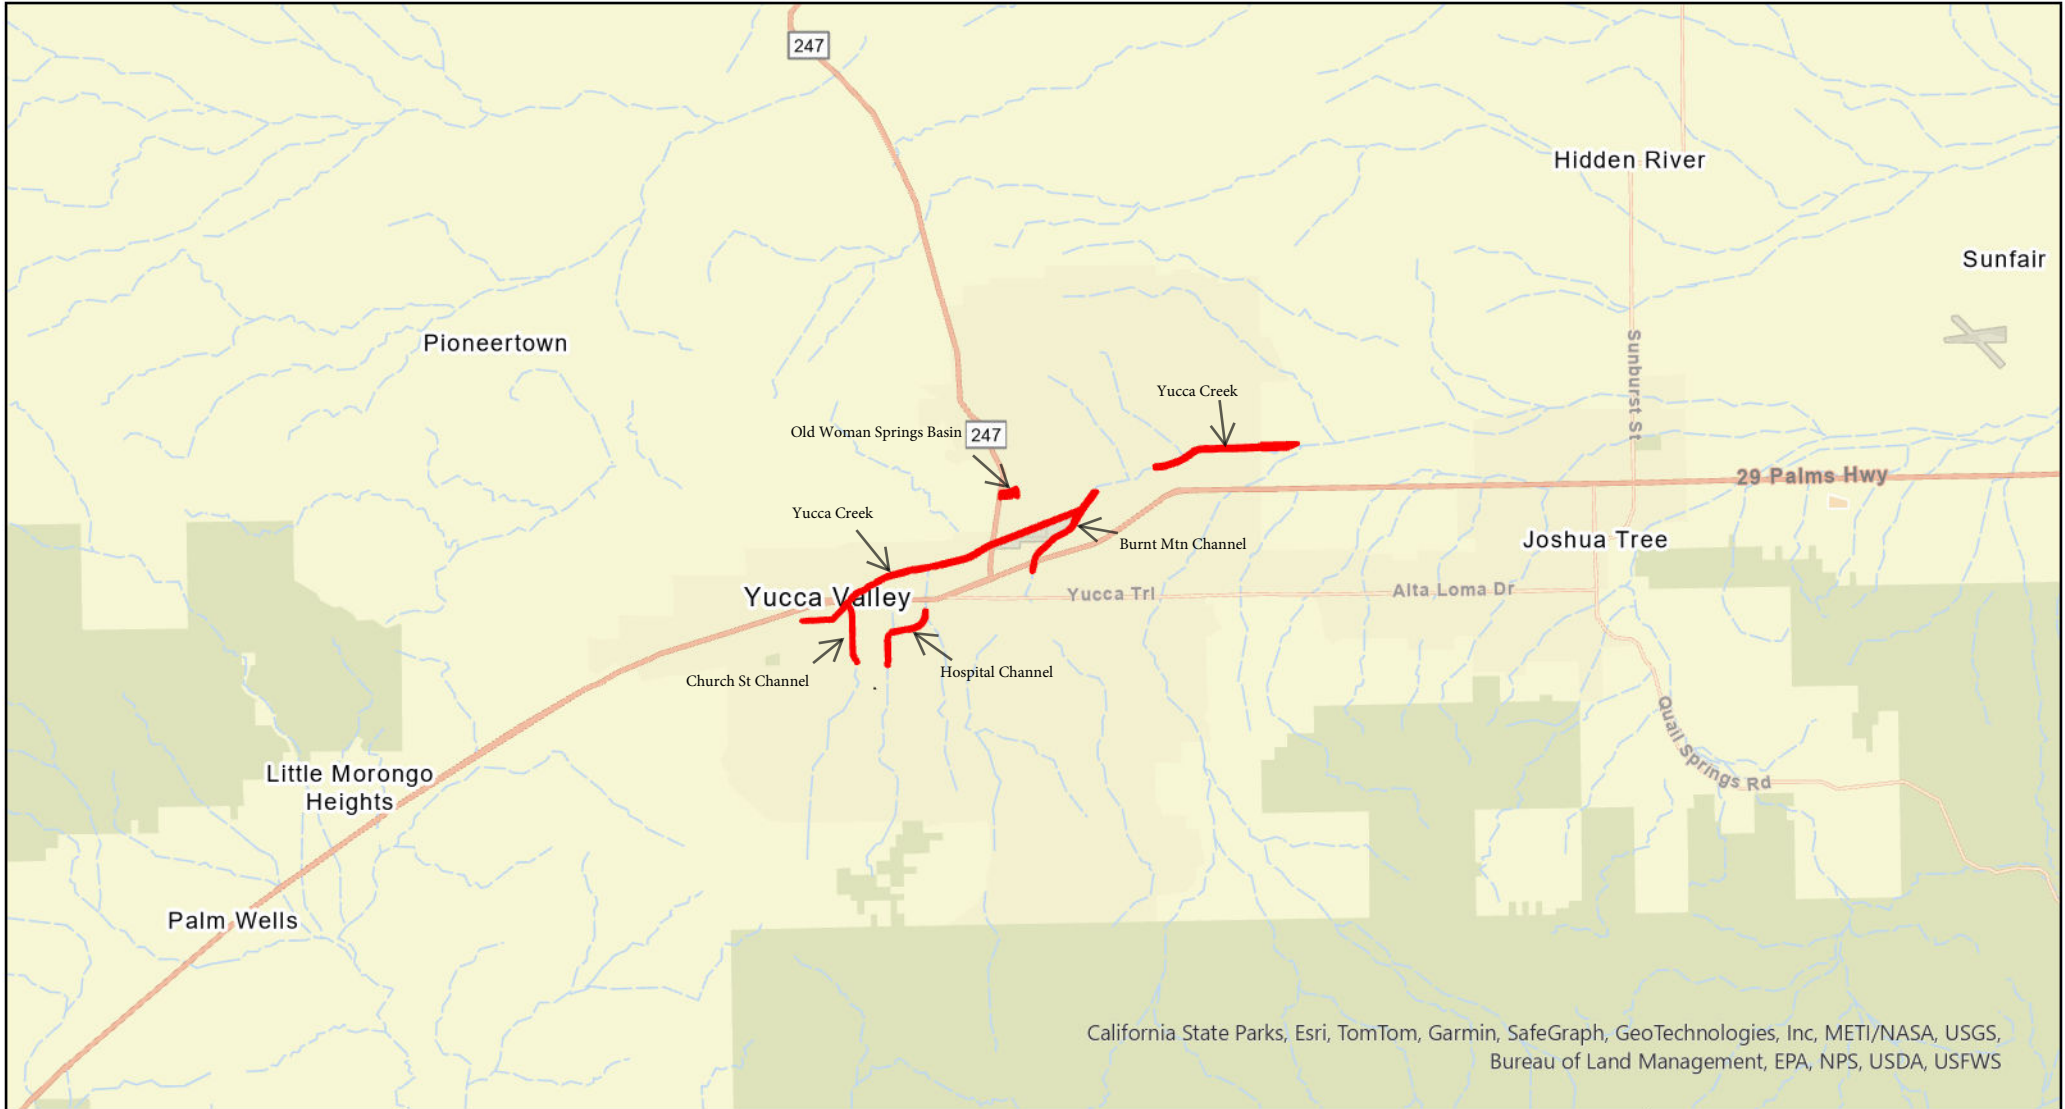 247
Hidden River
Sunfair
Pioneertown
Sunburst St
Yucca Creek
Old Woman Springs Basin
247
29 Palms Hwy
Yucca Creek
Joshua Tree
Burnt Mtn Channel
Yucca Valley
Yucca Trl
Alta Loma Dr
Church St Channel
Hospital Channel
Quail Springs Rd
Little Morongo
Heights
Palm Wells
California State Parks, Esri, TomTom, Garmin, SafeGraph, GeoTechnologies, Inc, METI/NASA, USGS,
Bureau of Land Management, EPA, NPS, USDA, USFWS